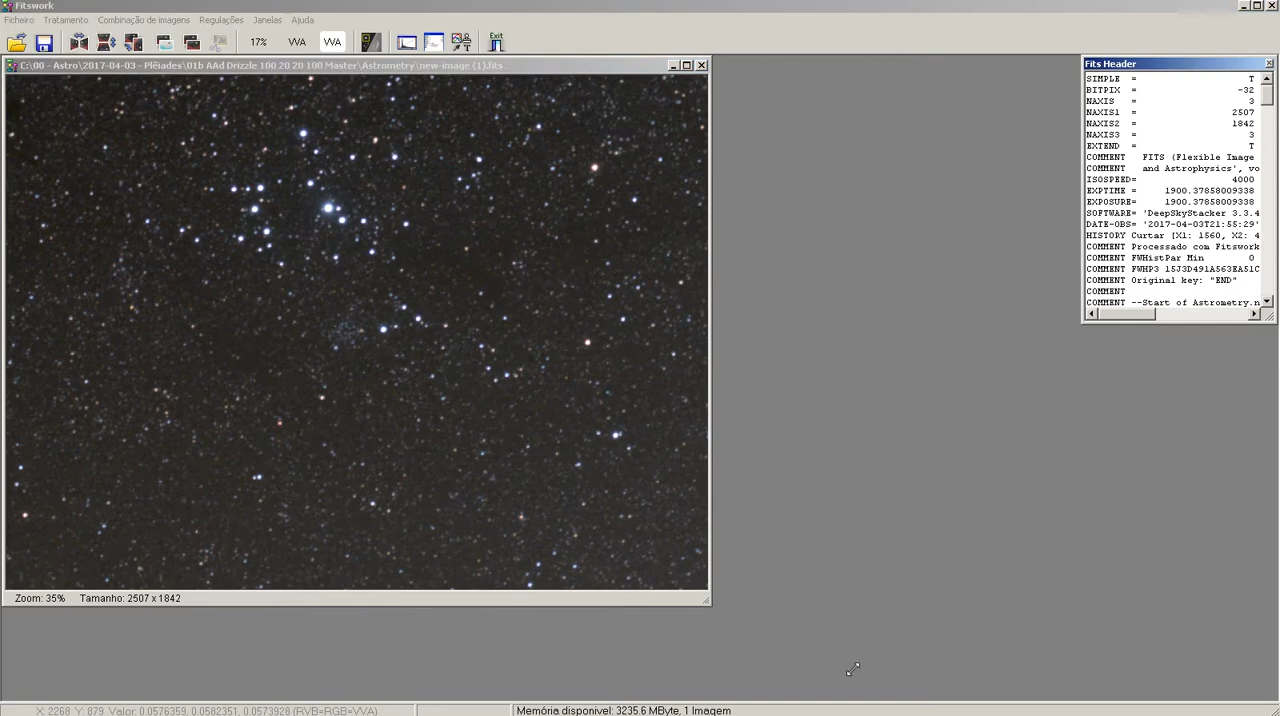 Fitswork
Ficheiro Tratamento Combinação de imagens Regulações Janelas Ajuda
17% VVA VVA Exit
C:\00 - Astro\2017-04-03 - Plêiades\01b AAd Drizzle 100 20 20 100 Master\Astrometry\new-image (1).fits
Fits Header
SIMPLE = T
BITPIX = -32
NAXIS = 3
NAXIS1 = 2507
NAXIS2 = 1842
NAXIS3 = 3
EXTEND = T
COMMENT FITS (Flexible Image
COMMENT and Astrophysics', vo
ISOSPEED= 4000
EXPTIME = 1900.37858009338
EXPOSURE= 1900.37858009338
SOFTWARE= 'DeepSkyStacker 3.3.4
DATE-OBS= '2017-04-03T21:55:29'
HISTORY Curtar [X1: 1560, X2: 4
COMMENT Processado com Fitswork
COMMENT FWHistPar Min 0
COMMENT FWHP3 15J3D491A563EA51C
COMMENT Original key: "END"
COMMENT
COMMENT --Start of Astrometry.n
Zoom: 35% Tamanho: 2507 x 1842
X: 2268 Y: 879 Valor: 0.0576359, 0.0582351, 0.0573928 (RVB=RGB=VVA)
Memória disponivel: 3235.6 MByte, 1 Imagem